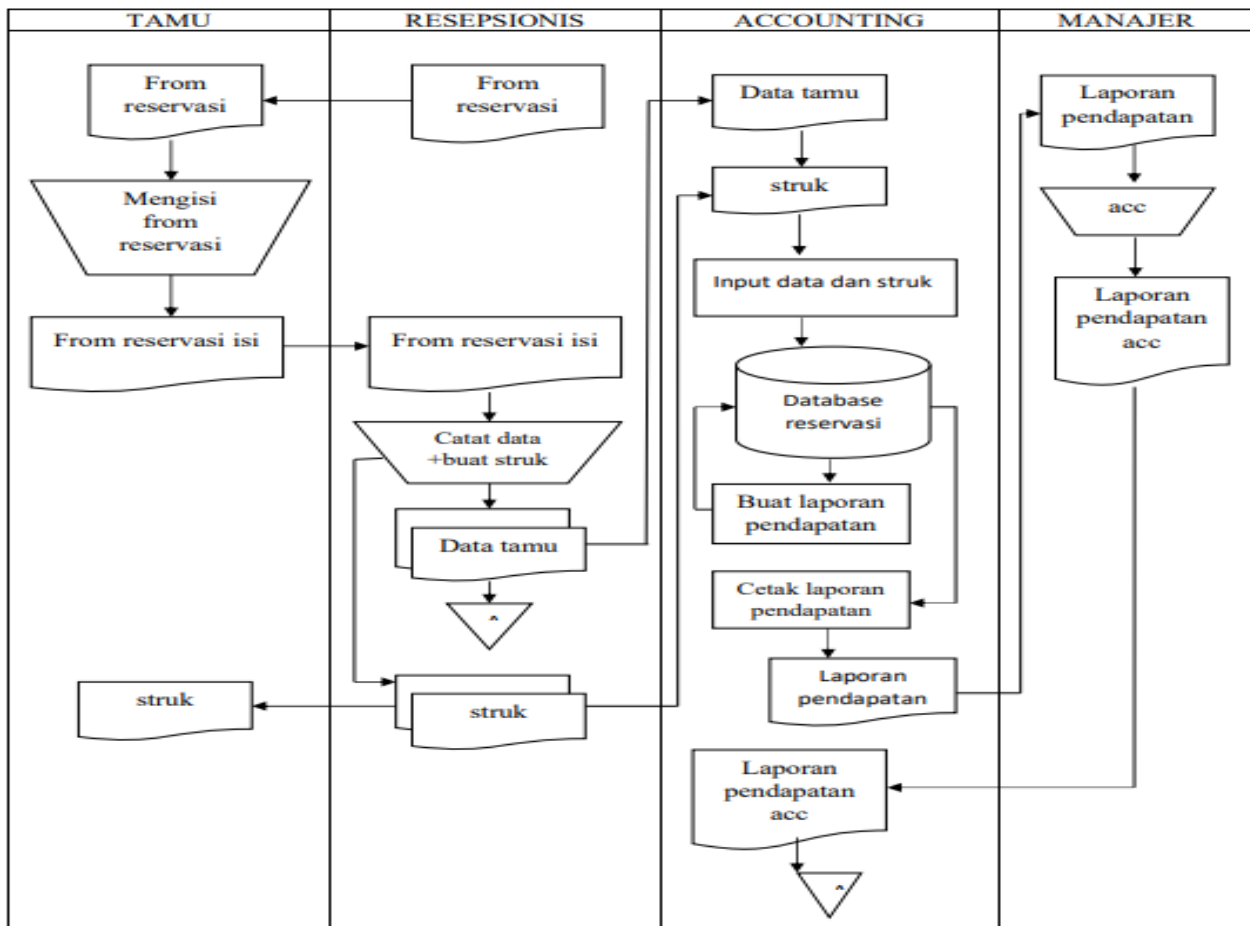 TAMU
RESEPSIONIS
ACCOUNTING
MANAJER
From
reservasi
Mengisi
from
reservasi
From reservasi isi
struk
From
reservasi
From reservasi isi
Catat data
+buat struk
Data tamu
struk
Data tamu
struk
Input data dan struk
Database
reservasi
Buat laporan
pendapatan
Cetak laporan
pendapatan
Laporan
pendapatan
Laporan
pendapatan
acc
Laporan
pendapatan
acc
Laporan
pendapatan
acc